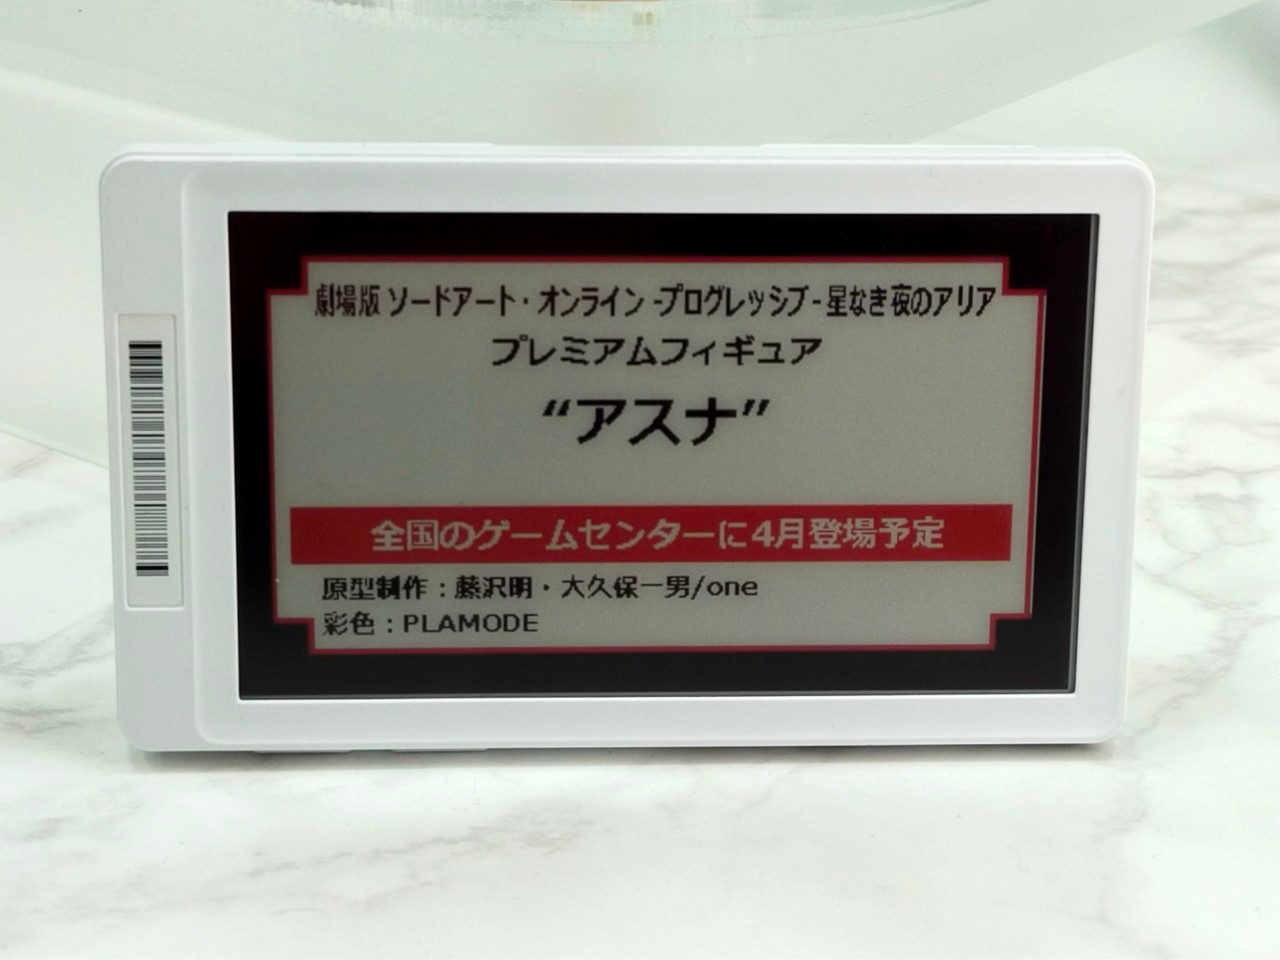 劇場版 ソードアート・オンライン -プログレッシブ- 星なき夜のアリア
プレミアムフィギュア
“アスナ”
全国のゲームセンターに4月登場予定
原型制作：藤沢明・大久保一男/one
彩色：PLAMODE